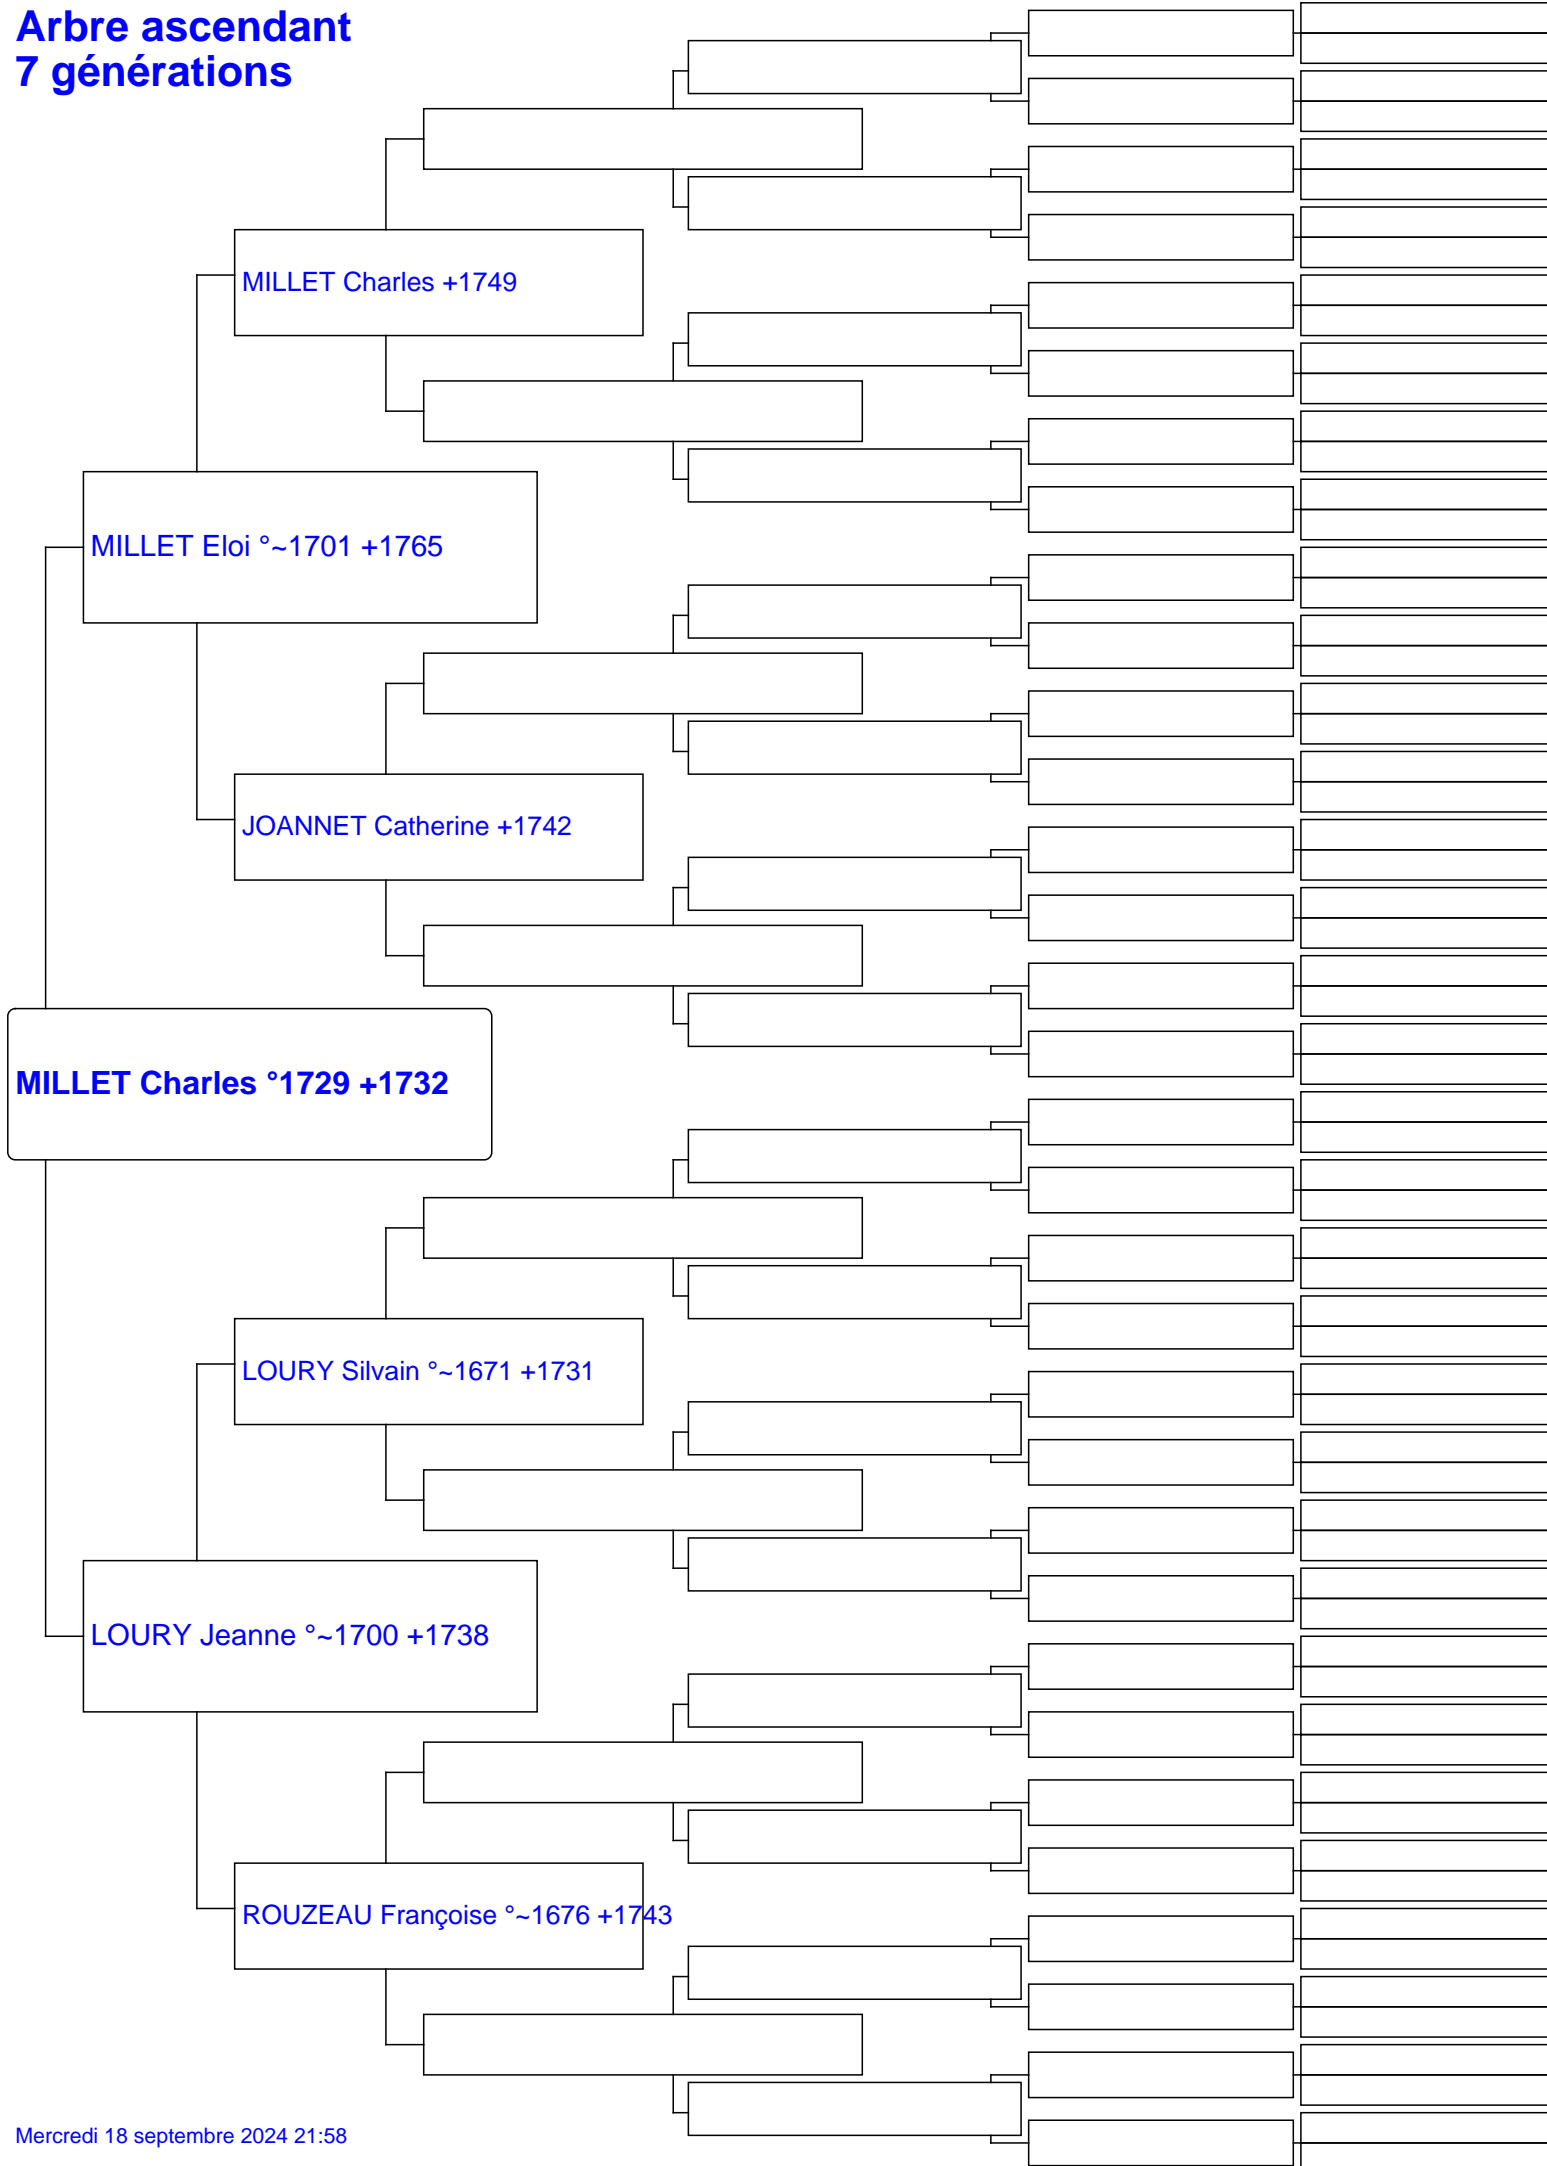 Arbre ascendant
7 générations
MILLET Charles +1749
MILLET Eloi °~1701 +1765
JOANNET Catherine +1742
MILLET Charles °1729 +1732
LOURY Silvain °~1671 +1731
LOURY Jeanne °~1700 +1738
ROUZEAU Françoise °~1676 +1743
Mercredi 18 septembre 2024 21:58